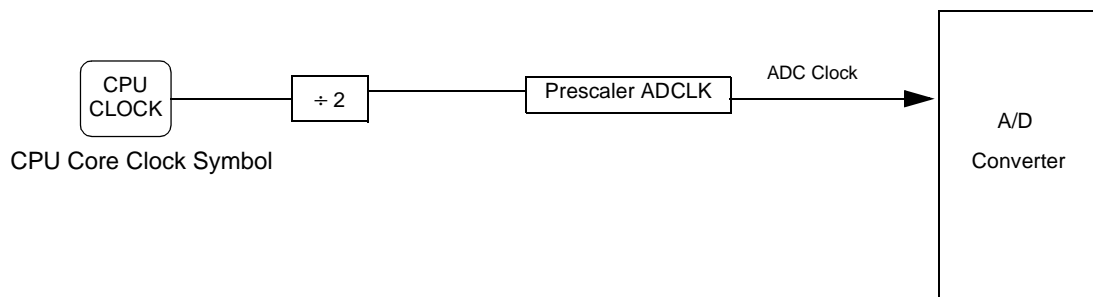 CPU
CLOCK
÷ 2
Prescaler ADCLK
ADC Clock
A/D
Converter
CPU Core Clock Symbol